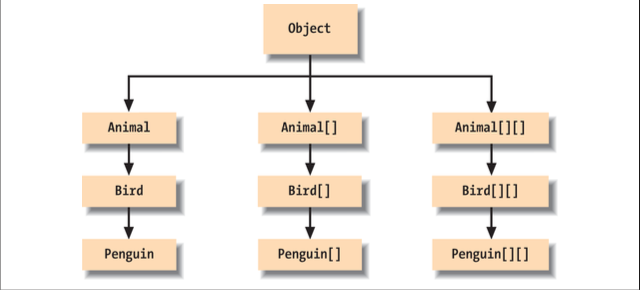 Object
Animal
Animal[]
Animal[][]
Bird
Bird[]
Bird[][]
Penguin
Penguin[]
Penguin[][]